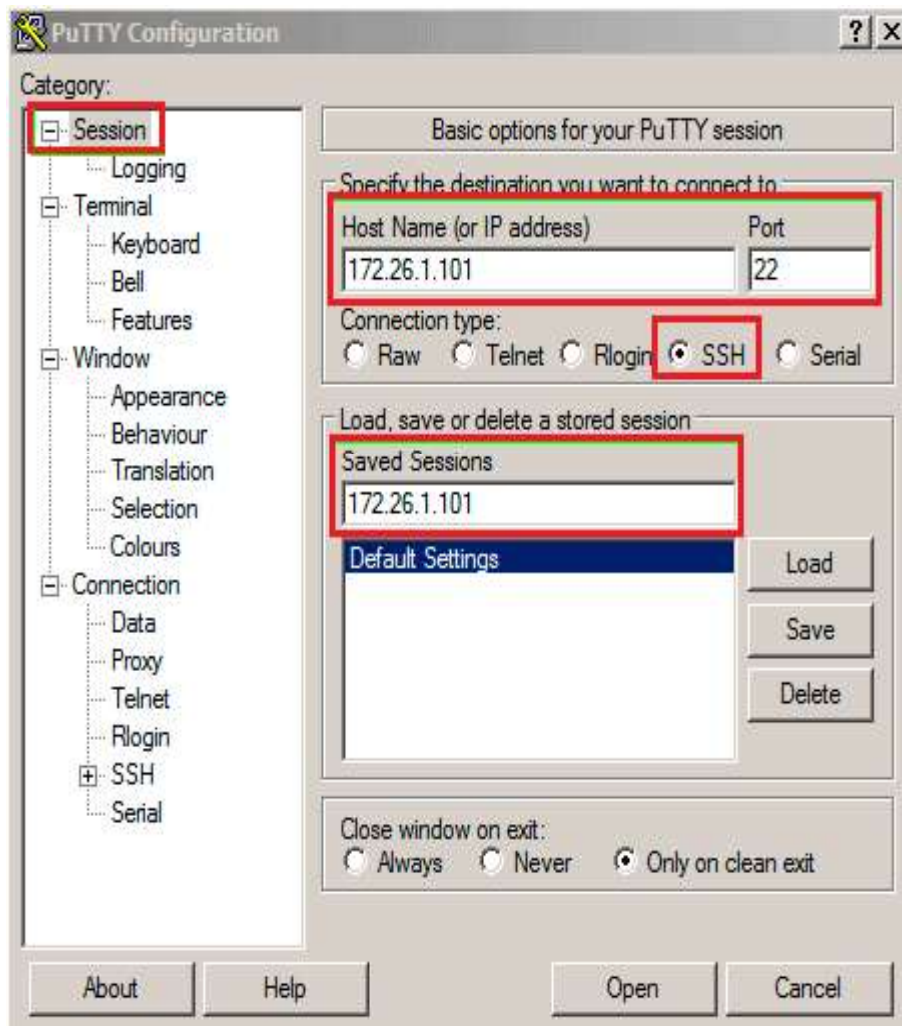 PuTTY Configuration
Category:
Session
Logging
Terminal
Keyboard
Bell
Features
Window
Appearance
Behaviour
Translation
Selection
Colours
Connection
Data
Proxy
Telnet
Rlogin
SSH
Serial
Basic options for your PuTTY session
Specify the destination you want to connect to
Host Name (or IP address) Port
172.26.1.101 22
Connection type:
Raw Telnet Rlogin SSH Serial
Load, save or delete a stored session
Saved Sessions
172.26.1.101
Default Settings
Load
Save
Delete
Close window on exit:
Always Never Only on clean exit
About Help Open Cancel